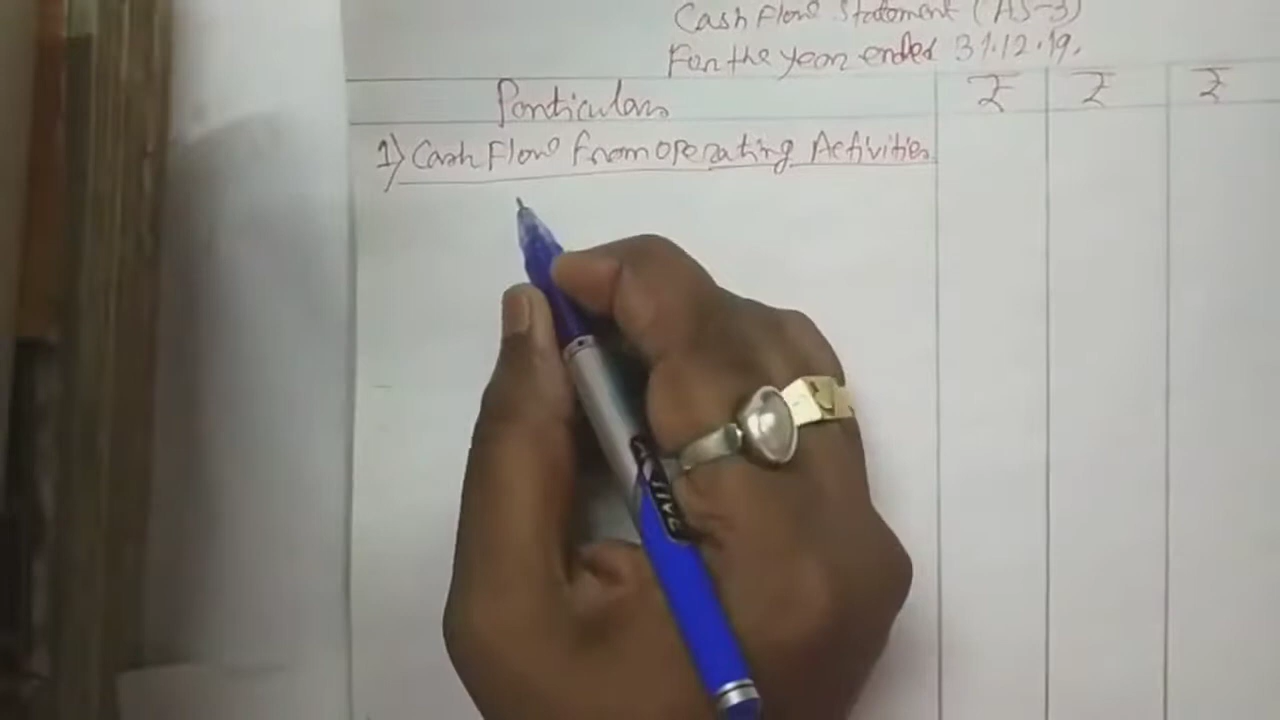 Cash Flow Statement (AS-3)
For the year ended 31.12.19.
Particulars ₹ ₹ ₹
1) Cash Flow from operating Activities